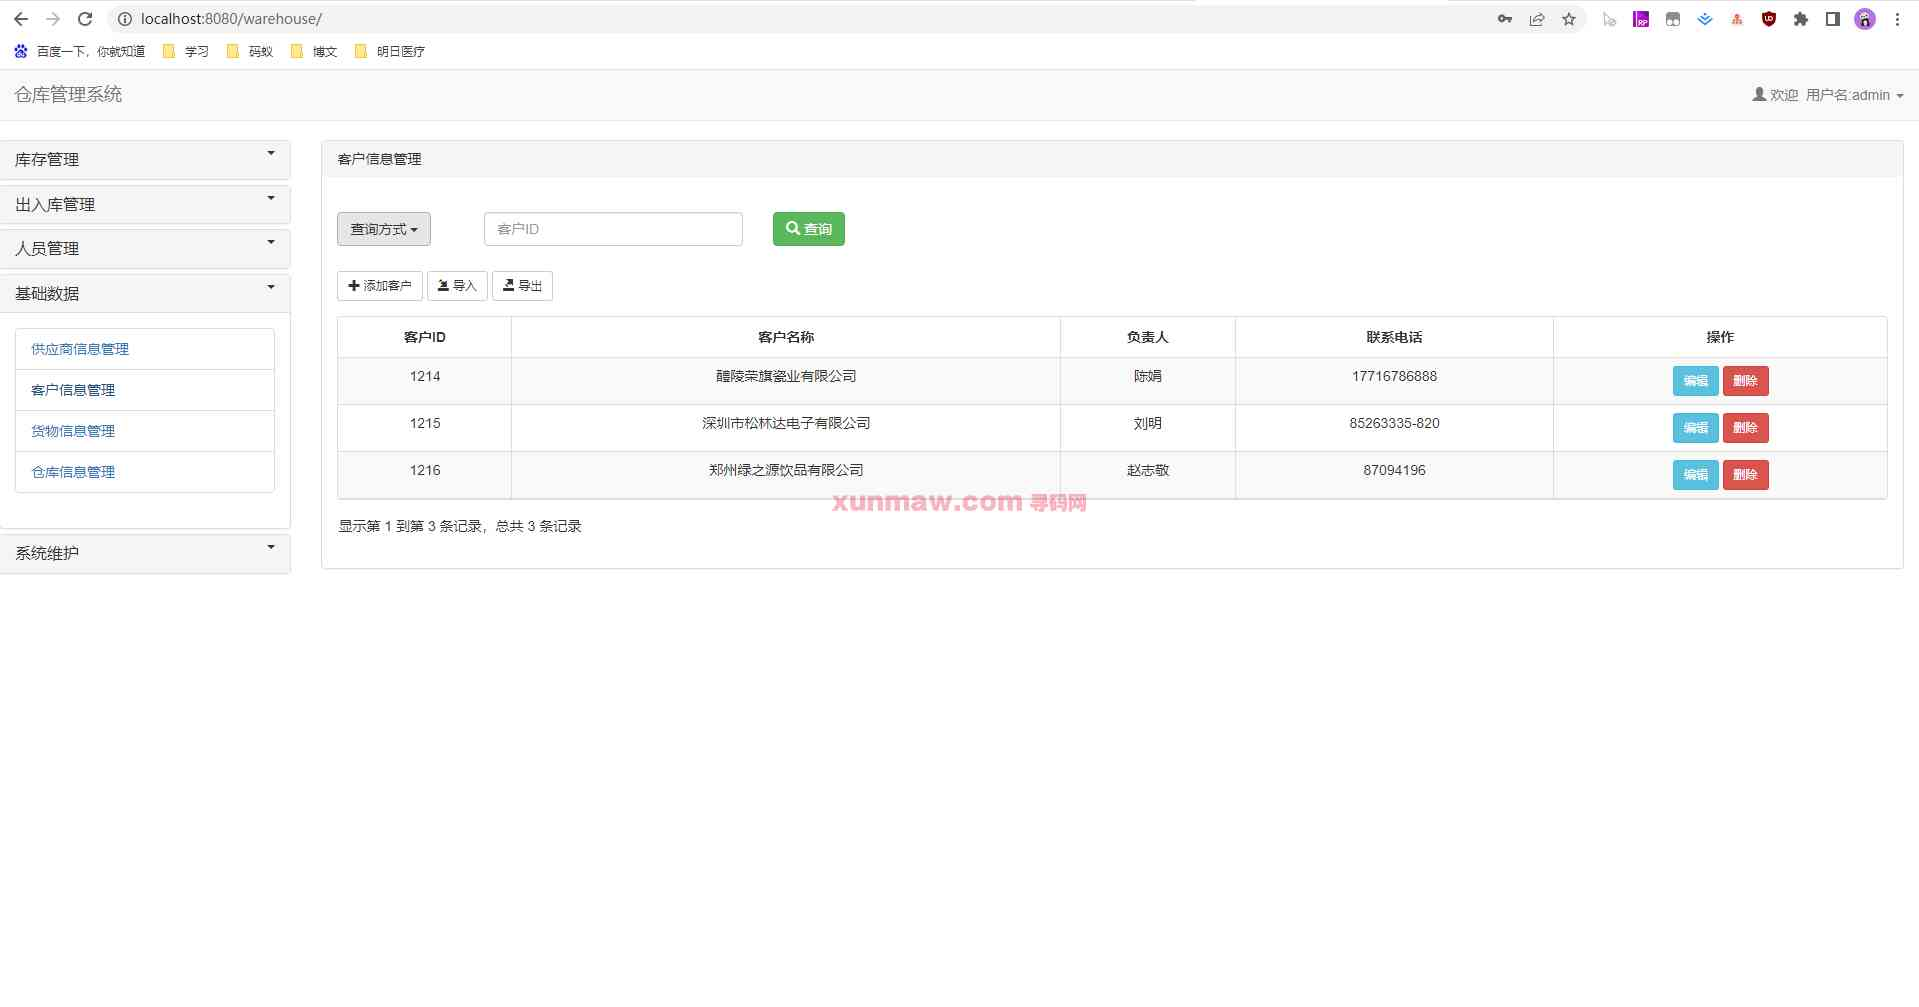 localhost:8080/warehouse/
百度一下，你就知道 学习 码蚁 博文 明日医疗
仓库管理系统
欢迎 用户名:admin
库存管理
出入库管理
人员管理
基础数据
供应商信息管理
客户信息管理
货物信息管理
仓库信息管理
系统维护
客户信息管理
查询方式 客户ID 查询
添加客户 导入 导出
客户ID 客户名称 负责人 联系电话 操作
1214 醴陵荣旗瓷业有限公司 陈娟 17716786888 编辑 删除
1215 深圳市松林达电子有限公司 刘明 85263335-820 编辑 删除
1216 郑州绿之源饮品有限公司 赵志敬 87094196 编辑 删除
xunmaw.com 寻码网
显示第 1 到第 3 条记录，总共 3 条记录